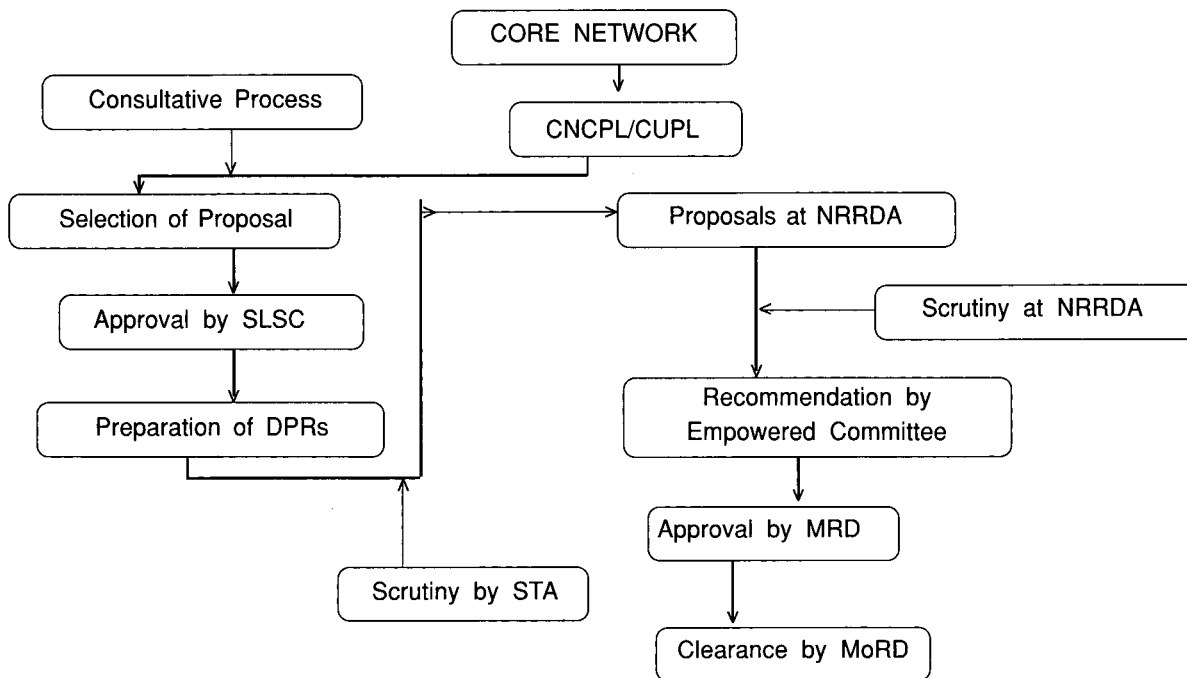 CORE NETWORK
Consultative Process
CNCPL/CUPL
Selection of Proposal
Proposals at NRRDA
Approval by SLSC
Scrutiny at NRRDA
Preparation of DPRs
Recommendation by
Empowered Committee
Approval by MRD
Scrutiny by STA
Clearance by MoRD